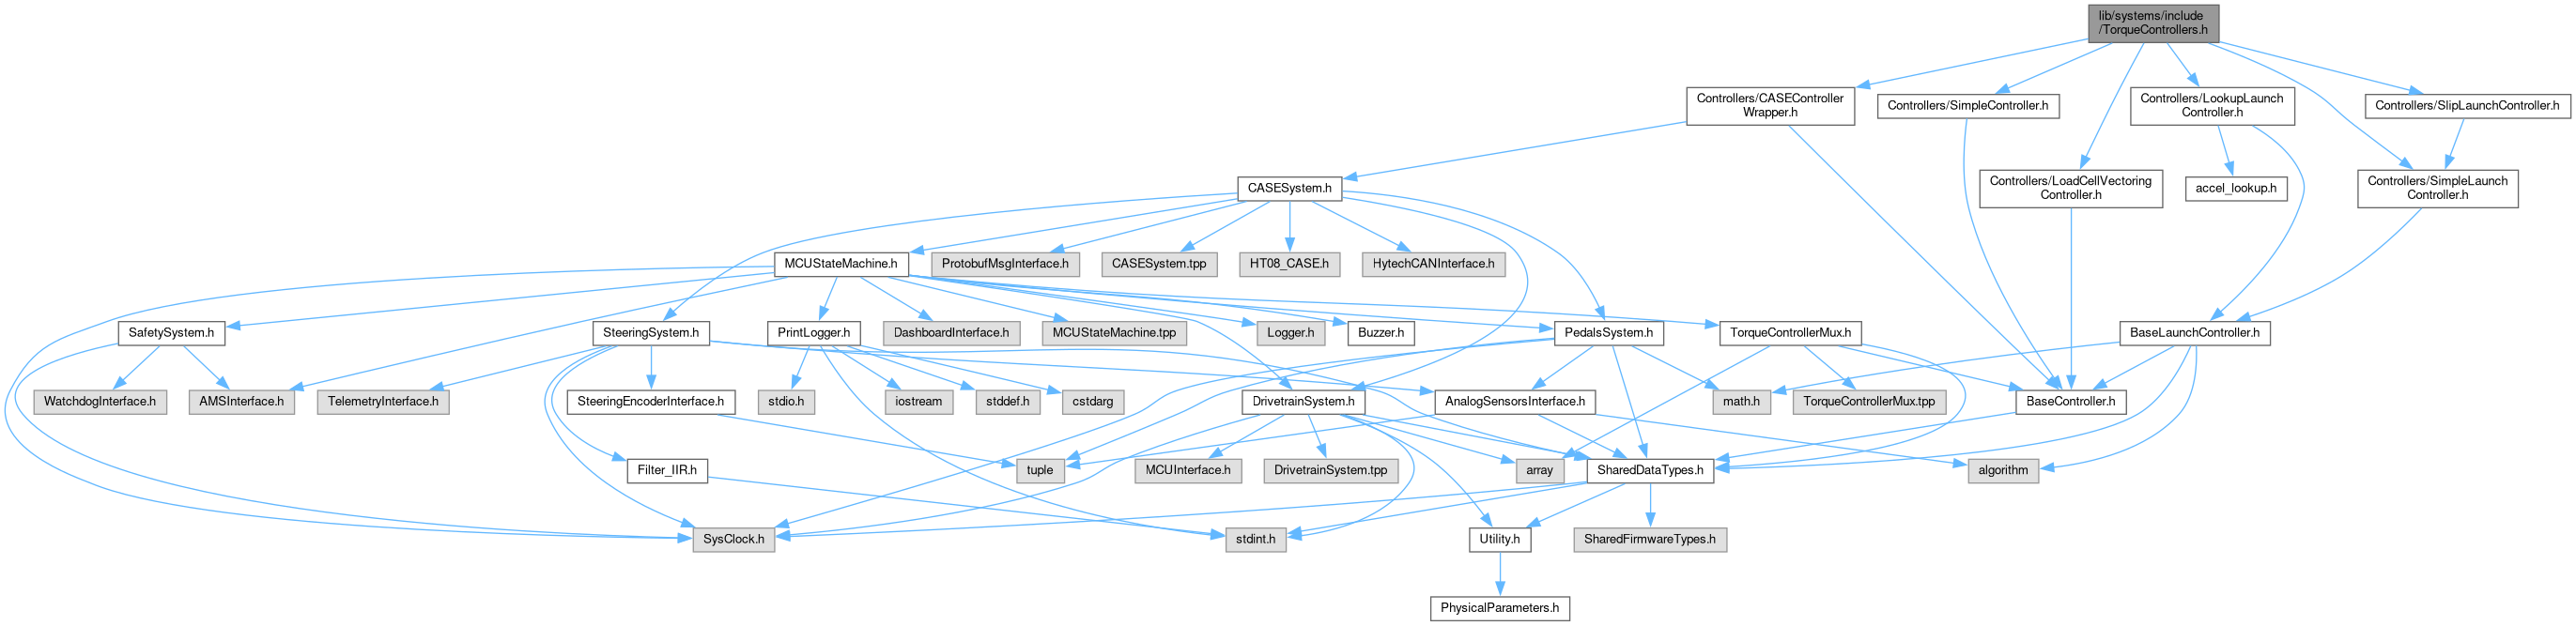 lib/systems/include
/TorqueControllers.h
Controllers/CASEController
Wrapper.h
Controllers/SimpleController.h
Controllers/LookupLaunch
Controller.h
Controllers/SlipLaunchController.h
CASESystem.h
Controllers/LoadCellVectoring
Controller.h
accel_lookup.h
Controllers/SimpleLaunch
Controller.h
MCUStateMachine.h
ProtobufMsgInterface.h
CASESystem.tpp
HT08_CASE.h
HytechCANInterface.h
SafetySystem.h
SteeringSystem.h
PrintLogger.h
DashboardInterface.h
MCUStateMachine.tpp
Logger.h
Buzzer.h
PedalsSystem.h
TorqueControllerMux.h
BaseLaunchController.h
WatchdogInterface.h
AMSInterface.h
TelemetryInterface.h
SteeringEncoderInterface.h
stdio.h
iostream
stddef.h
cstdarg
DrivetrainSystem.h
AnalogSensorsInterface.h
math.h
TorqueControllerMux.tpp
BaseController.h
Filter_IIR.h
tuple
MCUInterface.h
DrivetrainSystem.tpp
array
SharedDataTypes.h
algorithm
SysClock.h
stdint.h
Utility.h
SharedFirmwareTypes.h
PhysicalParameters.h